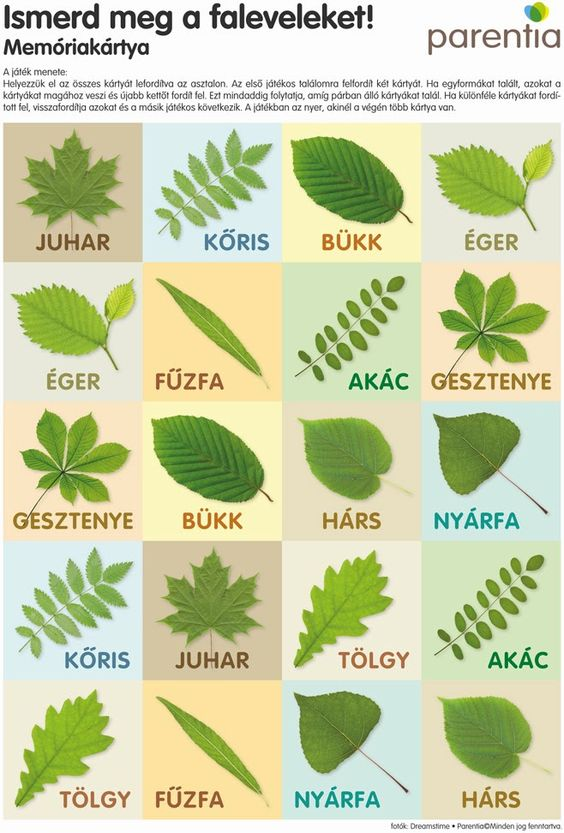 Ismerd meg a faleveleket!
Memóriakártya
parentia
A játék menete:
Helyezzük el az összes kártyát lefordítva az asztalon. Az első játékos találomra felfordít két kártyát. Ha egyformákat talált, azokat a
kártyákat magához veszi és újabb kettőt fordít fel. Ezt mindaddig folytatja, amíg párban álló kártyákat talál. Ha különféle kártyákat fordí-
tott fel, visszafordítja azokat és a másik játékos következik. A játékban az nyer, akinél a végén több kártya van.
JUHAR
KŐRIS
BÜKK
ÉGER
ÉGER
FŰZFA
AKÁC
GESZTENYE
GESZTENYE
BÜKK
HÁRS
NYÁRFA
KŐRIS
JUHAR
TÖLGY
AKÁC
TÖLGY
FŰZFA
NYÁRFA
HÁRS
fotók: Dreamstime • Parentia©Minden jog fenntartva.